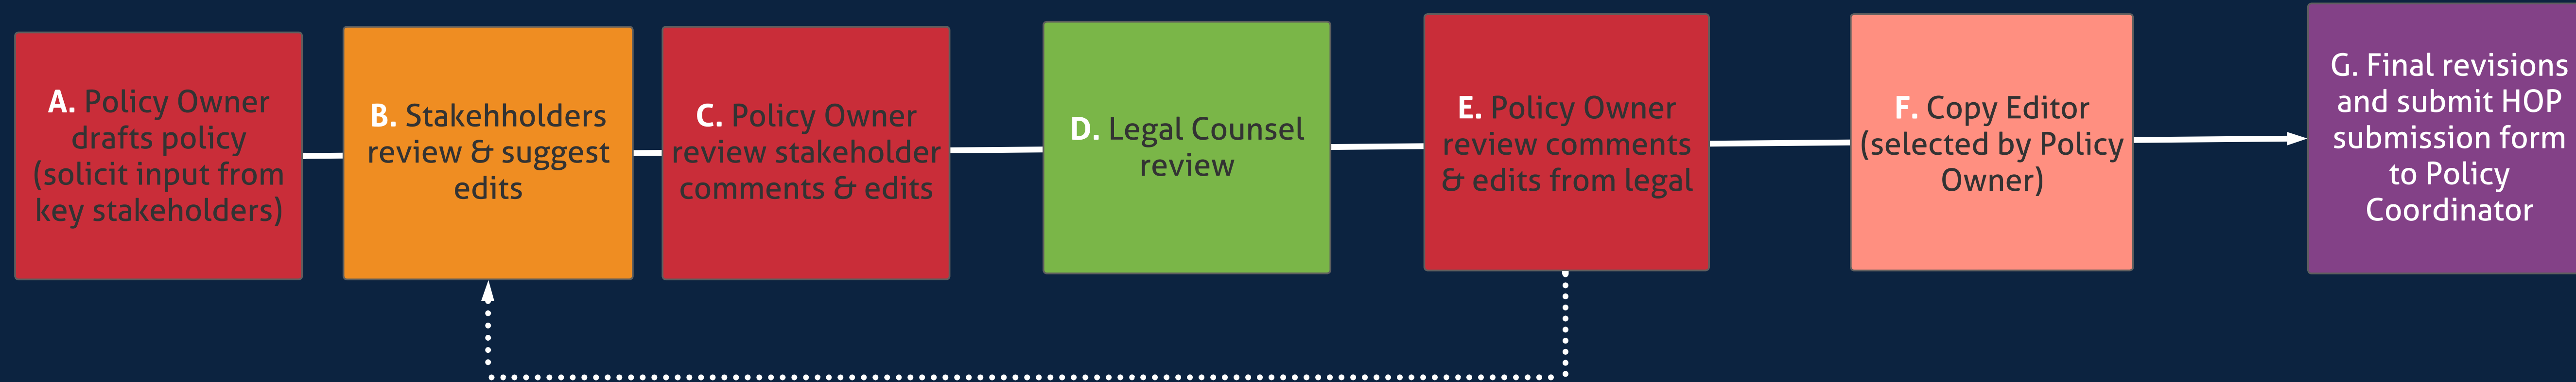 A. Policy Owner
drafts policy
(solicit input from
key stakeholders)
B. Stakehholders
review & suggest
edits
C. Policy Owner
review stakeholder
comments & edits
D. Legal Counsel
review
E. Policy Owner
review comments
& edits from legal
F. Copy Editor
(selected by Policy
Owner)
G. Final revisions
and submit HOP
submission form
to Policy
Coordinator